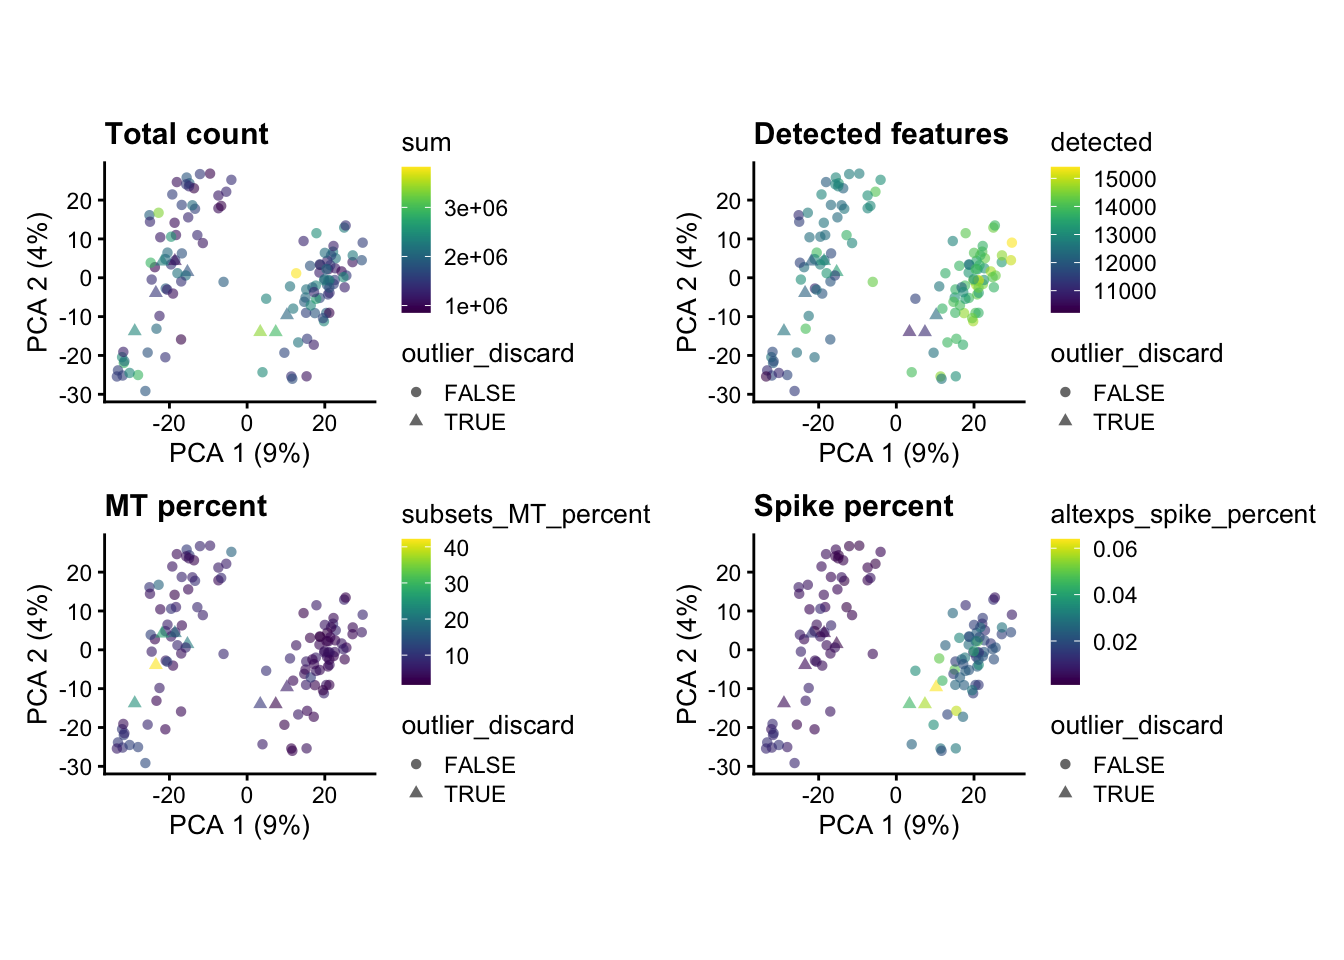 Total count
sum
3e+06
2e+06
1e+06
outlier_discard
FALSE
TRUE
20
10
0
-10
-20
-30
-20 0 20
PCA 1 (9%)
PCA 2 (4%)
Detected features
detected
15000
14000
13000
12000
11000
outlier_discard
FALSE
TRUE
20
10
0
-10
-20
-30
-20 0 20
PCA 1 (9%)
PCA 2 (4%)
MT percent
subsets_MT_percent
40
30
20
10
outlier_discard
FALSE
TRUE
20
10
0
-10
-20
-30
-20 0 20
PCA 1 (9%)
PCA 2 (4%)
Spike percent
altexps_spike_percent
0.06
0.04
0.02
outlier_discard
FALSE
TRUE
20
10
0
-10
-20
-30
-20 0 20
PCA 1 (9%)
PCA 2 (4%)